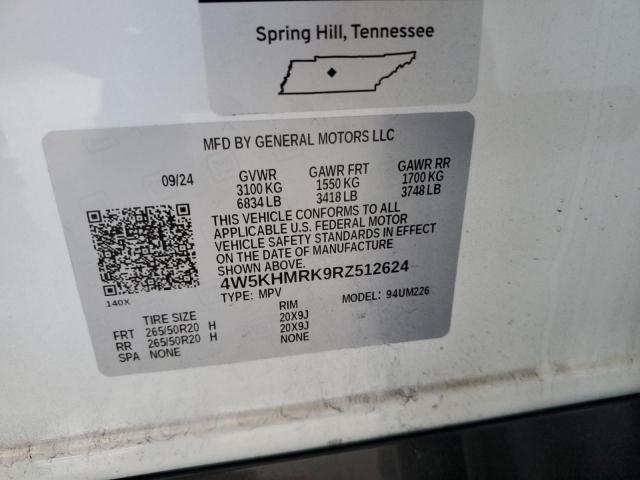 Spring Hill, Tennessee
MFD BY GENERAL MOTORS LLC
09/24 GVWR GAWR FRT GAWR RR
3100 KG 1550 KG 1700 KG
6834 LB 3418 LB 3748 LB
THIS VEHICLE CONFORMS TO ALL
APPLICABLE U.S. FEDERAL MOTOR
VEHICLE SAFETY STANDARDS IN EFFECT
ON THE DATE OF MANUFACTURE
SHOWN ABOVE.
4W5KHMRK9RZ512624
140X
TYPE: MPV MODEL: 94UM226
TIRE SIZE RIM
FRT 265/50R20 H 20X9J
RR 265/50R20 H 20X9J
SPA NONE NONE